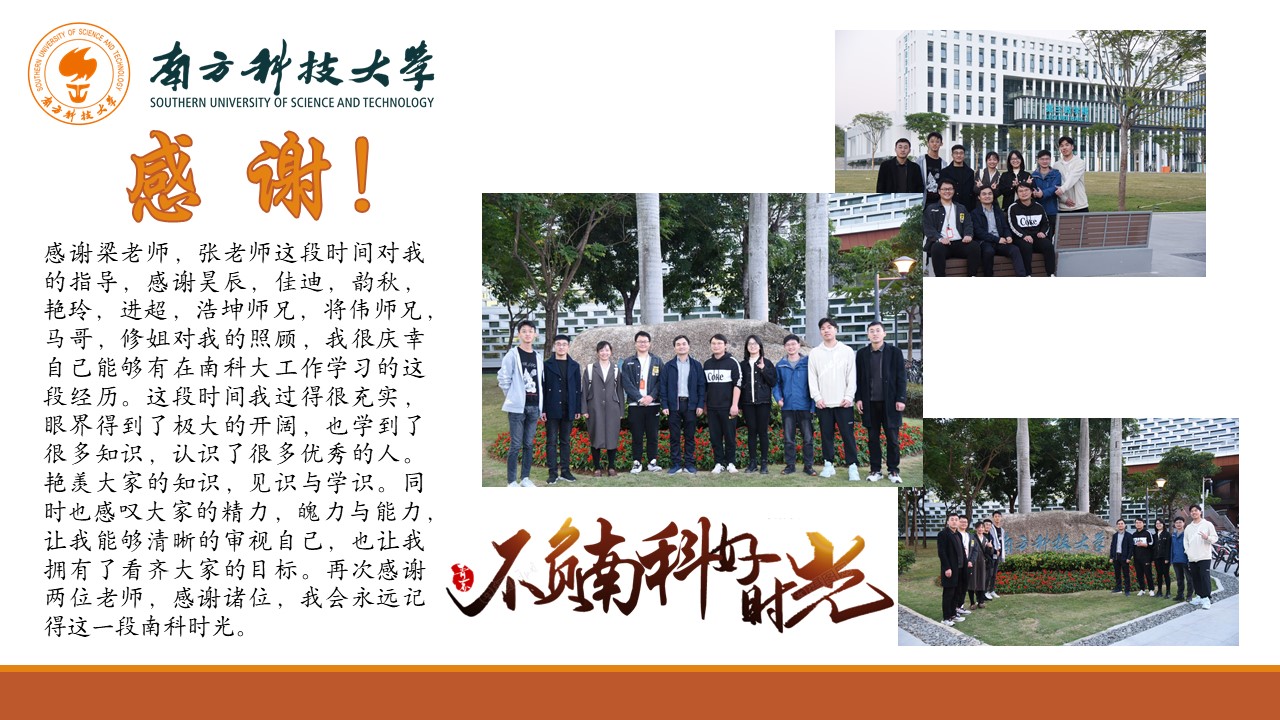 SOUTHERN UNIVERSITY OF SCIENCE AND TECHNOLOGY
南方科技大学
南方科技大学
SOUTHERN UNIVERSITY OF SCIENCE AND TECHNOLOGY
感 谢！
感谢梁老师，张老师这段时间对我
的指导，感谢昊辰，佳迪，韵秋，
艳玲，进超，浩坤师兄，将伟师兄，
马哥，修姐对我的照顾，我很庆幸
自己能够有在南科大工作学习的这
段经历。这段时间我过得很充实，
眼界得到了极大的开阔，也学到了
很多知识，认识了很多优秀的人。
艳羡大家的知识，见识与学识。同
时也感叹大家的精力，魄力与能力，
让我能够清晰的审视自己，也让我
拥有了看齐大家的目标。再次感谢
两位老师，感谢诸位，我会永远记
得这一段南科时光。
Coke
Coke
南方科技大学
不负南科好时光